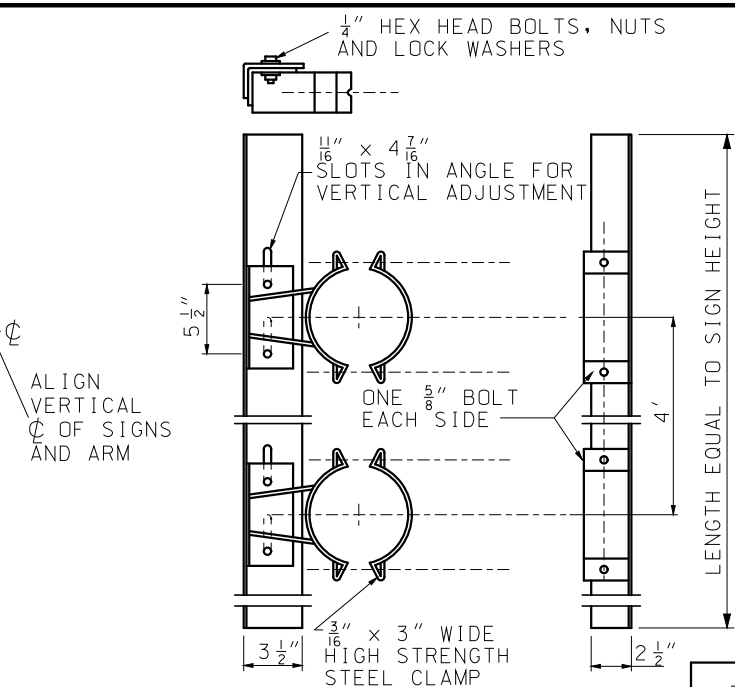 1/4" HEX HEAD BOLTS, NUTS
AND LOCK WASHERS
11/16" × 4 7/16"
SLOTS IN ANGLE FOR
VERTICAL ADJUSTMENT
5 1/2"
℄
ALIGN
VERTICAL
℄ OF SIGNS
AND ARM
ONE 5/8" BOLT
EACH SIDE
4'
LENGTH EQUAL TO SIGN HEIGHT
3 1/2"
3/16" × 3" WIDE
HIGH STRENGTH
STEEL CLAMP
2 1/2"